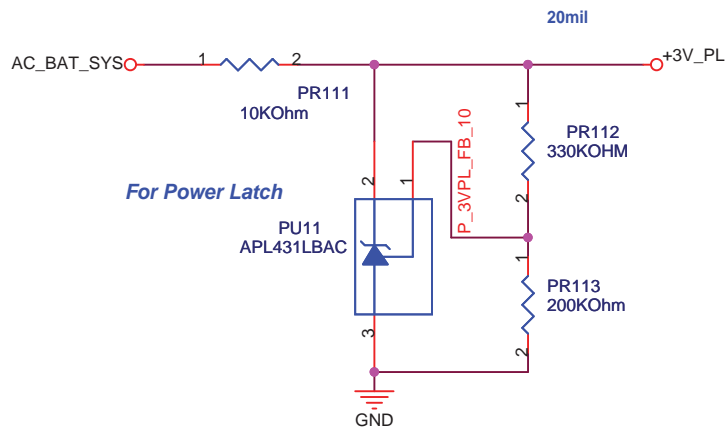 20mil
AC_BAT_SYS
1
2
+3V_PL
PR111
10KOhm
1
PR112
330KOHM
2
P_3VPL_FB_10
For Power Latch
2
1
PU11
APL431LBAC
1
PR113
200KOhm
3
2
GND